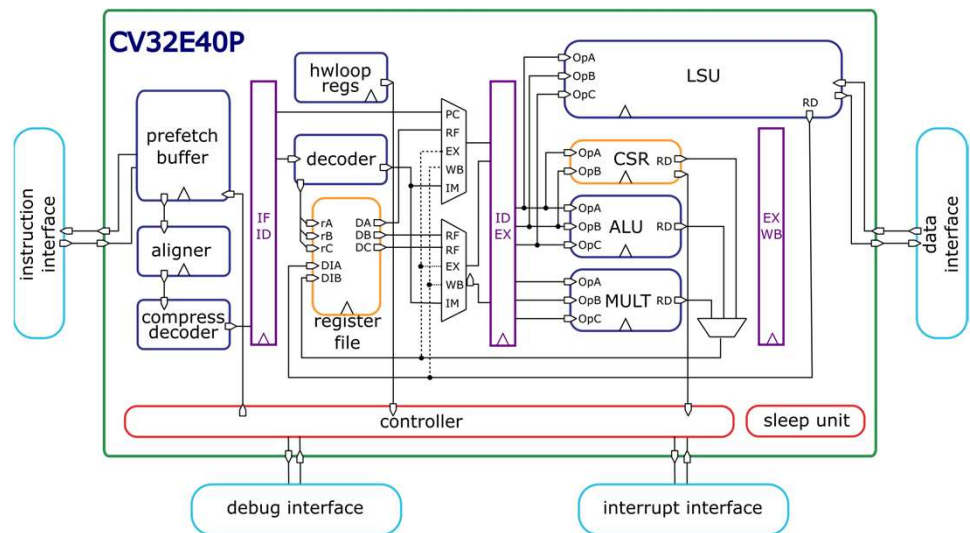 CV32E40P
instruction
interface
prefetch
buffer
aligner
compress
decoder
IF
ID
hwloop
regs
decoder
rA
rB
rC
DIA
DIB
DA
DB
DC
register
file
PC
RF
EX
WB
IM
RF
RF
EX
WB
IM
ID
EX
OpA
OpB
OpC
LSU
RD
OpA
OpB
CSR
RD
OpA
OpB
OpC
ALU
RD
OpA
OpB
OpC
MULT
RD
EX
WB
data
interface
controller
sleep unit
debug interface
interrupt interface